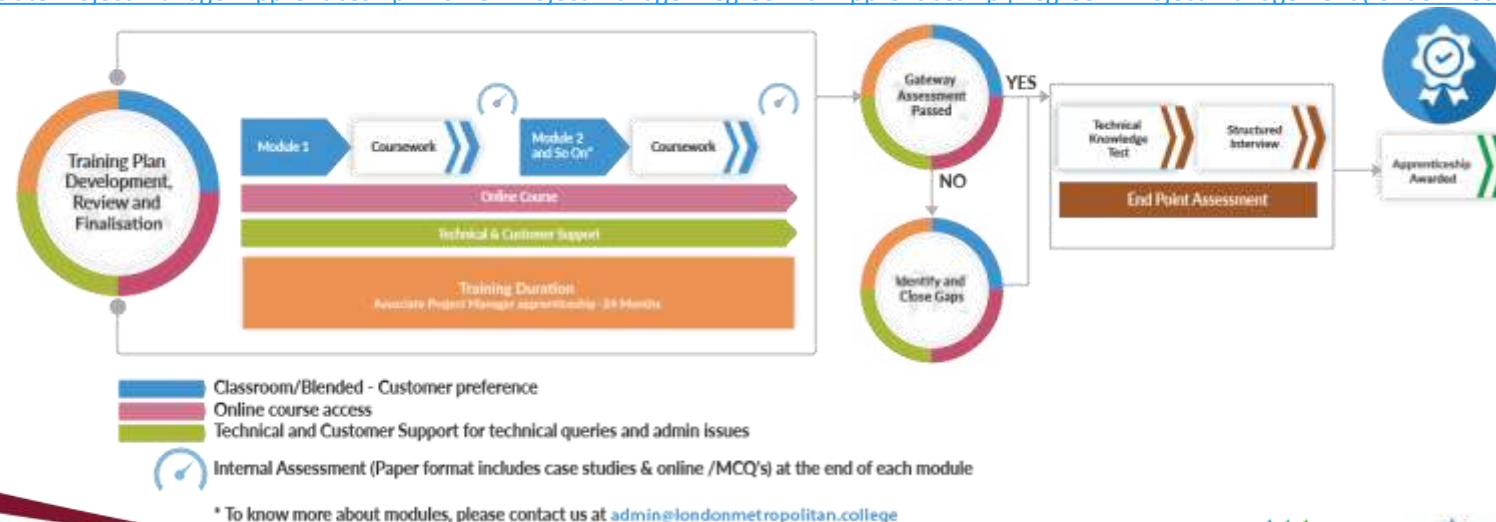 Training Plan
Development,
Review and
Finalisation
Module 1
Coursework
Module 2
and So On*
Coursework
Online Course
Technical & Customer Support
Training Duration
Associate Project Manager apprenticeship -24 Months
Gateway
Assessment
Passed
YES
NO
Identify and
Close Gaps
Technical
Knowledge
Test
Structured
Interview
End Point Assessment
Apprenticeship
Awarded
Classroom/Blended - Customer preference
Online course access
Technical and Customer Support for technical queries and admin issues
Internal Assessment (Paper format includes case studies & online /MCQ's) at the end of each module
* To know more about modules, please contact us at admin@londonmetropolitan.college